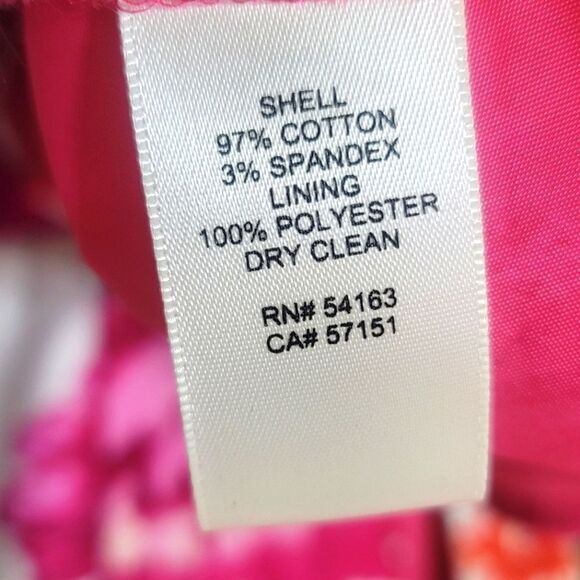 SHELL
97% COTTON
3% SPANDEX
LINING
100% POLYESTER
DRY CLEAN
RN# 54163
CA# 57151